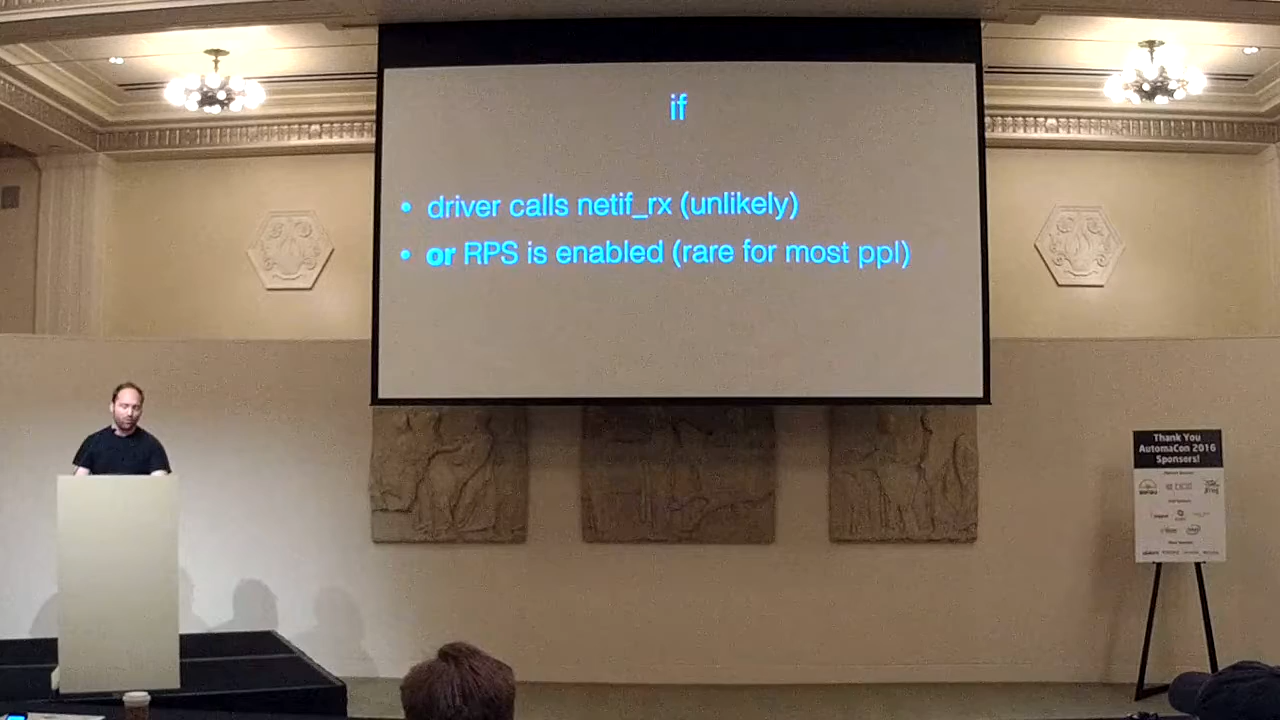 if
• driver calls netif_rx (unlikely)
• or RPS is enabled (rare for most ppl)
Thank You
AutomaCon 2016
Sponsors!